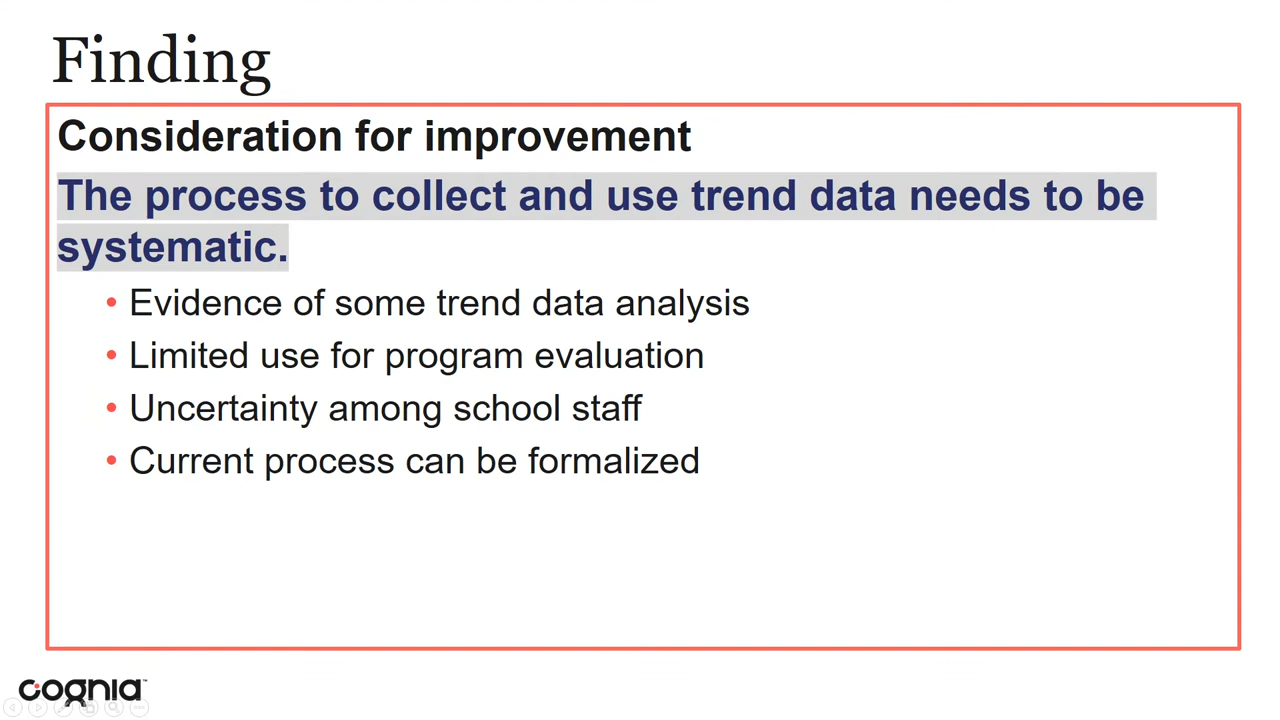 Finding
Consideration for improvement
The process to collect and use trend data needs to be
systematic.
• Evidence of some trend data analysis
• Limited use for program evaluation
• Uncertainty among school staff
• Current process can be formalized
cognia™